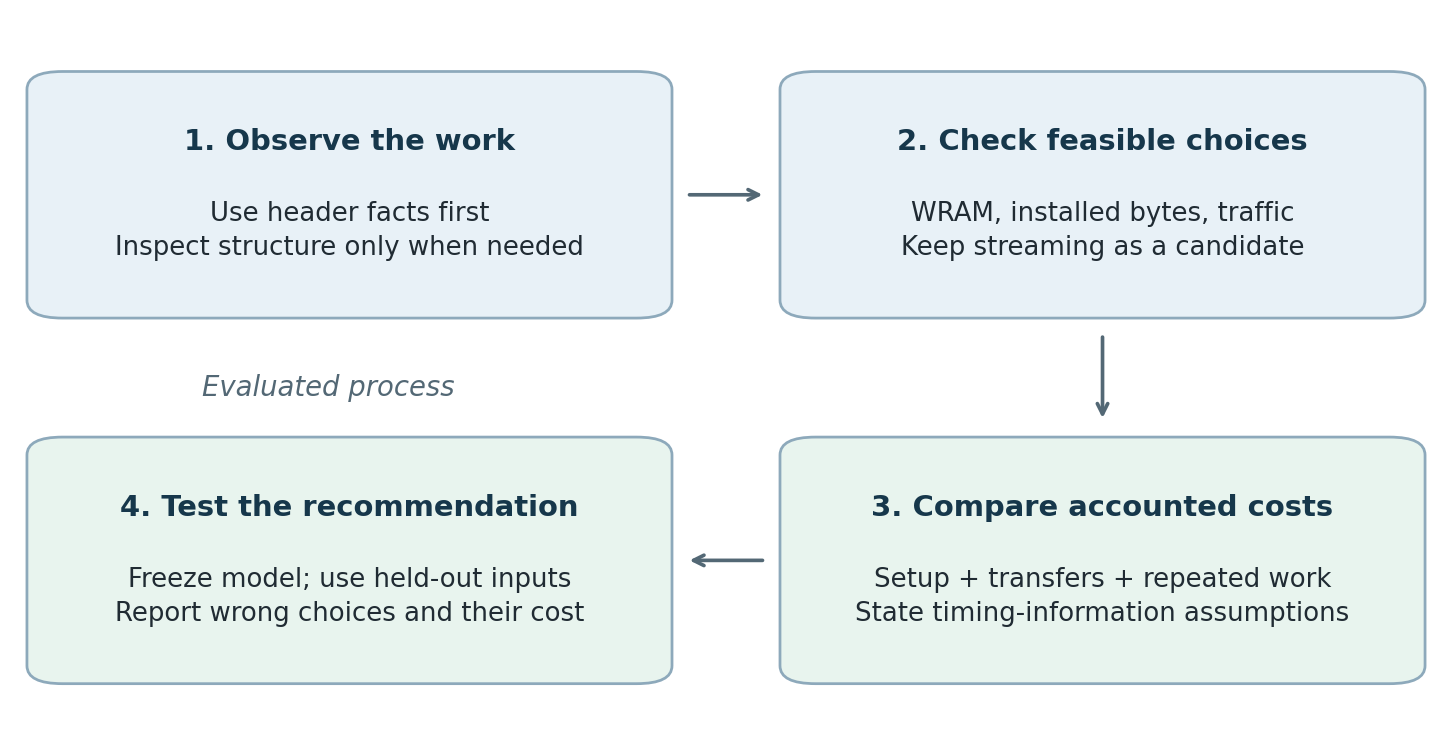 1. Observe the work
Use header facts first
Inspect structure only when needed
2. Check feasible choices
WRAM, installed bytes, traffic
Keep streaming as a candidate
Evaluated process
3. Compare accounted costs
Setup + transfers + repeated work
State timing-information assumptions
4. Test the recommendation
Freeze model; use held-out inputs
Report wrong choices and their cost